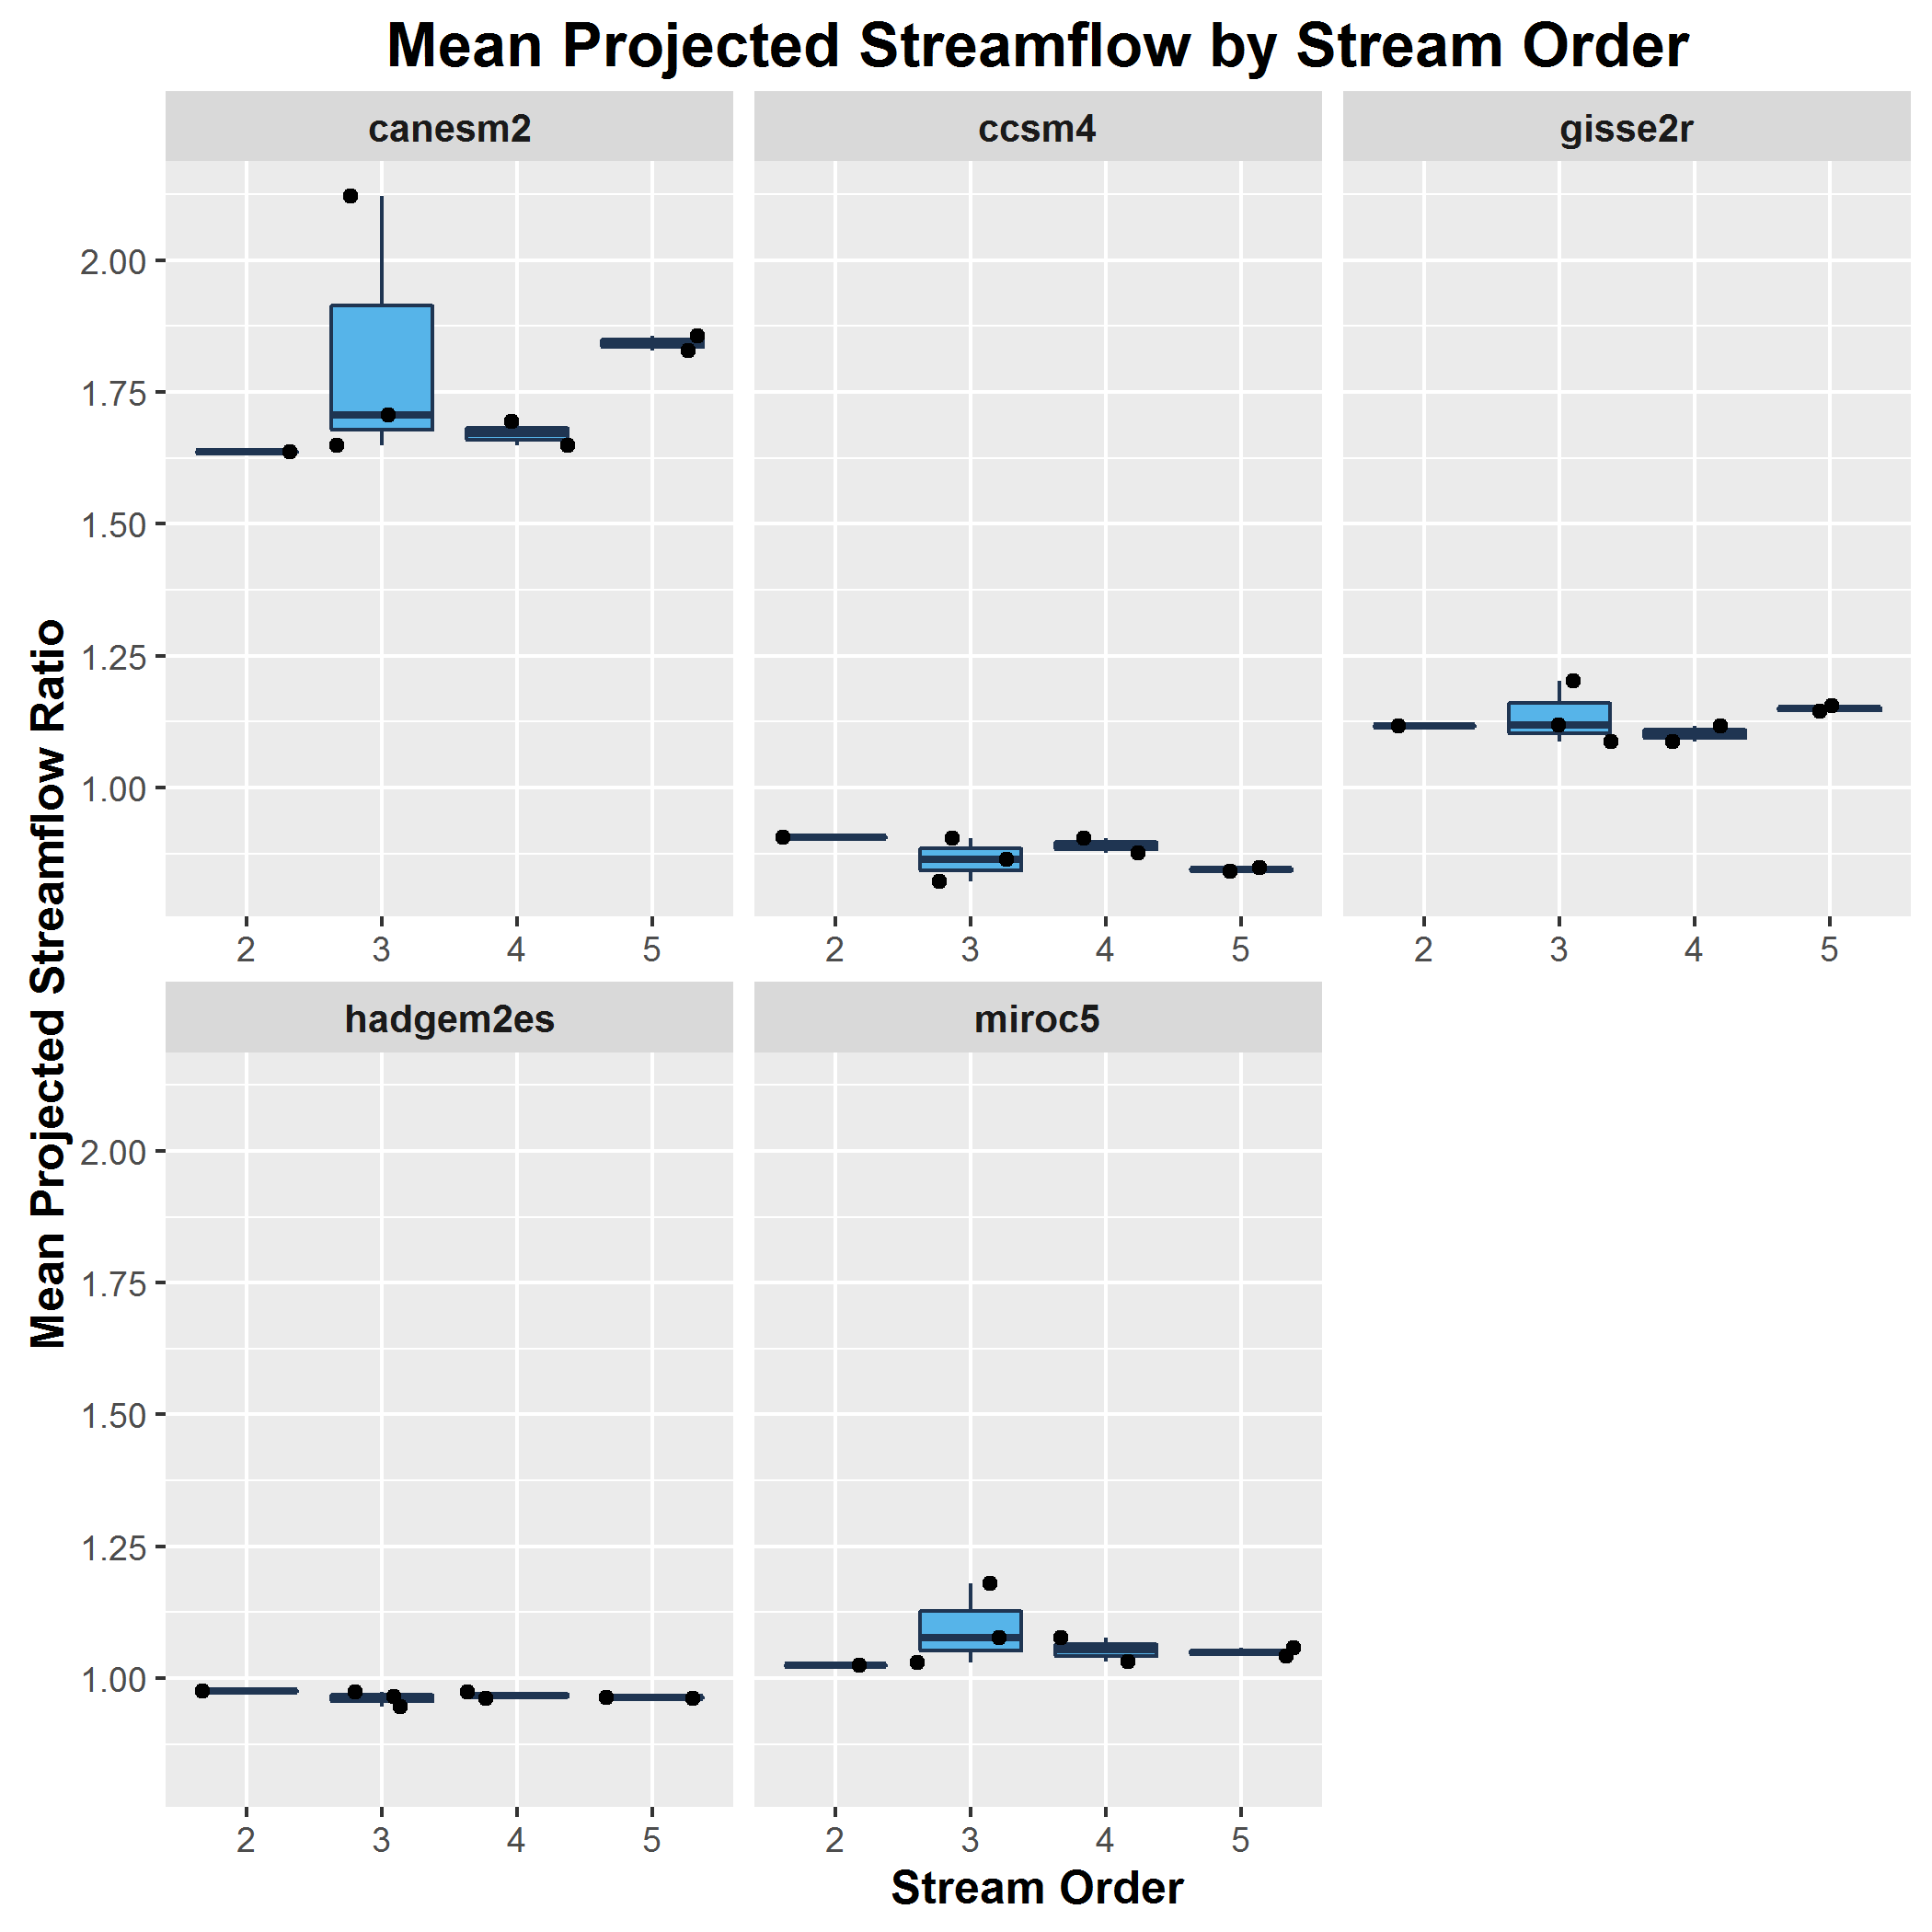 Mean Projected Streamflow by Stream Order
canesm2
ccsm4
gisse2r
2.00
1.75
1.50
1.25
1.00
2 3 4 5
2 3 4 5
2 3 4 5
Mean Projected Streamflow Ratio
hadgem2es
miroc5
2.00
1.75
1.50
1.25
1.00
2 3 4 5
2 3 4 5
Stream Order